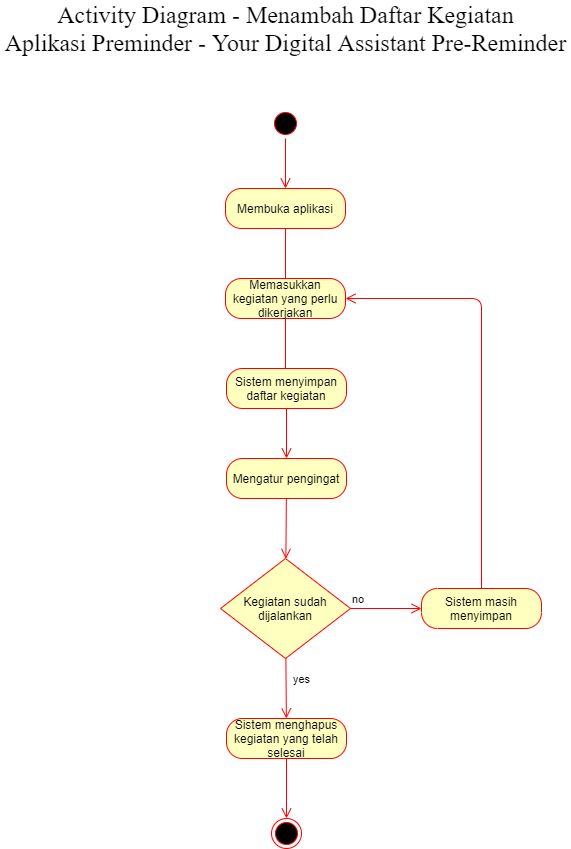 Activity Diagram - Menambah Daftar Kegiatan
Aplikasi Preminder - Your Digital Assistant Pre-Reminder
Membuka aplikasi
Memasukkan
kegiatan yang perlu
dikerjakan
Sistem menyimpan
daftar kegiatan
Mengatur pengingat
Kegiatan sudah
dijalankan
no
Sistem masih
menyimpan
yes
Sistem menghapus
kegiatan yang telah
selesai